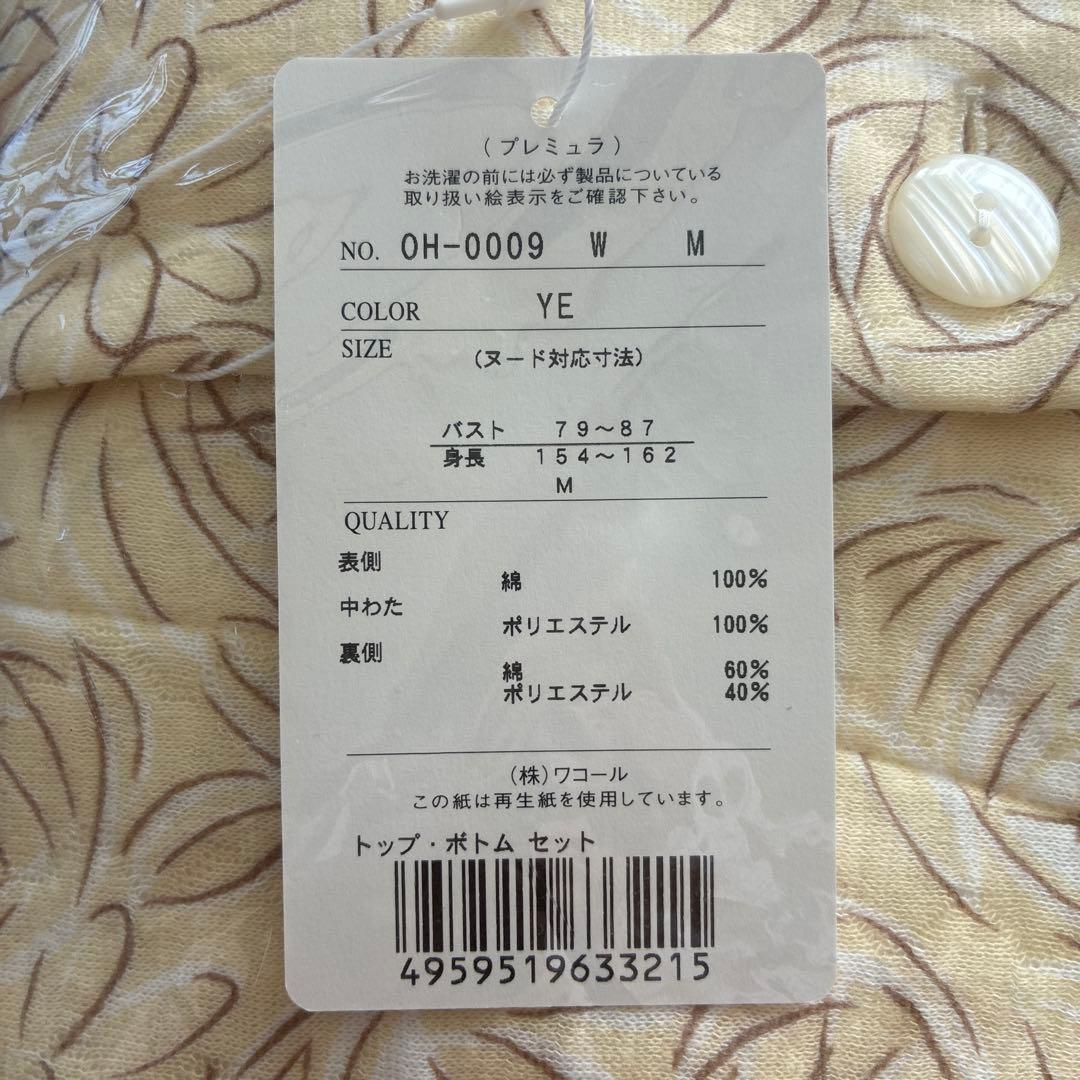 (プレミュラ)
お洗濯の前には必ず製品についている
取り扱い絵表示をご確認下さい。
NO. OH-0009 W M
COLOR YE
SIZE (ヌード対応寸法)
バスト 79〜87
身長 154〜162
M
QUALITY
表側
綿 100%
中わた
ポリエステル 100%
裏側
綿 60%
ポリエステル 40%
(株)ワコール
この紙は再生紙を使用しています。
トップ・ボトム セット
4959519633215